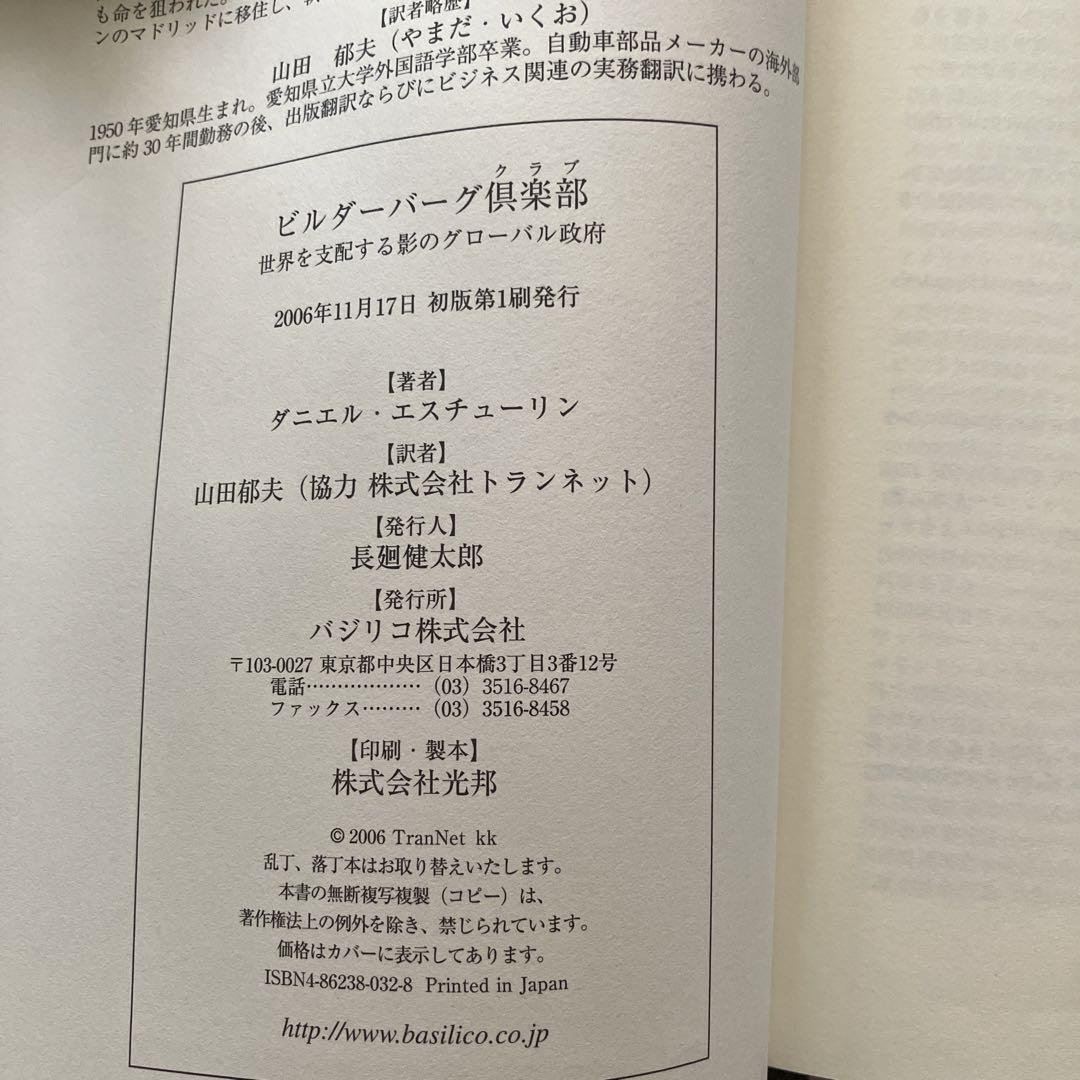 も命を狙われた。
ンのマドリッドに移住し、
【訳者略歴】
山田 郁夫（やまだ・いくお）
1950年愛知県生まれ。愛知県立大学外国語学部卒業。自動車部品メーカーの海外部
門に約30年間勤務の後、出版翻訳ならびにビジネス関連の実務翻訳に携わる。
クラブ
ビルダーバーグ倶楽部
世界を支配する影のグローバル政府
2006年11月17日 初版第1刷発行
【著者】
ダニエル・エスチューリン
【訳者】
山田郁夫（協力 株式会社トランネット）
【発行人】
長廻健太郎
【発行所】
バジリコ株式会社
〒103-0027 東京都中央区日本橋3丁目3番12号
電話………………（03）3516-8467
ファックス………（03）3516-8458
【印刷・製本】
株式会社光邦
© 2006 TranNet kk
乱丁、落丁本はお取り替えいたします。
本書の無断複写複製（コピー）は、
著作権法上の例外を除き、禁じられています。
価格はカバーに表示してあります。
ISBN4-86238-032-8 Printed in Japan
http://www.basilico.co.jp